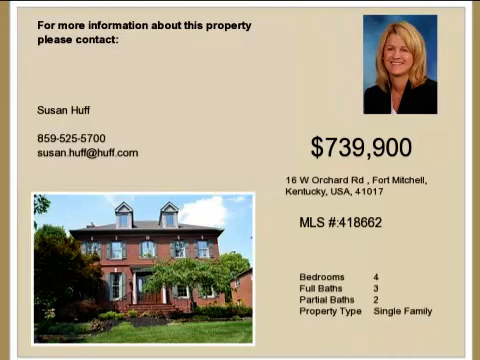 For more information about this property
please contact:
Susan Huff
859-525-5700
susan.huff@huff.com
$739,900
16 W Orchard Rd , Fort Mitchell,
Kentucky, USA, 41017
MLS #:418662
Bedrooms 4
Full Baths 3
Partial Baths 2
Property Type Single Family